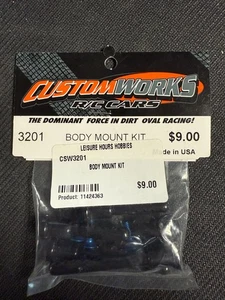 CUSTOMWORKS
R/C CARS
THE DOMINANT FORCE IN DIRT OVAL RACING!
3201 BODY MOUNT KIT $9.00
Made in USA
LEISURE HOURS HOBBIES
CSW3201
BODY MOUNT KIT
$9.00
Product: 11424363